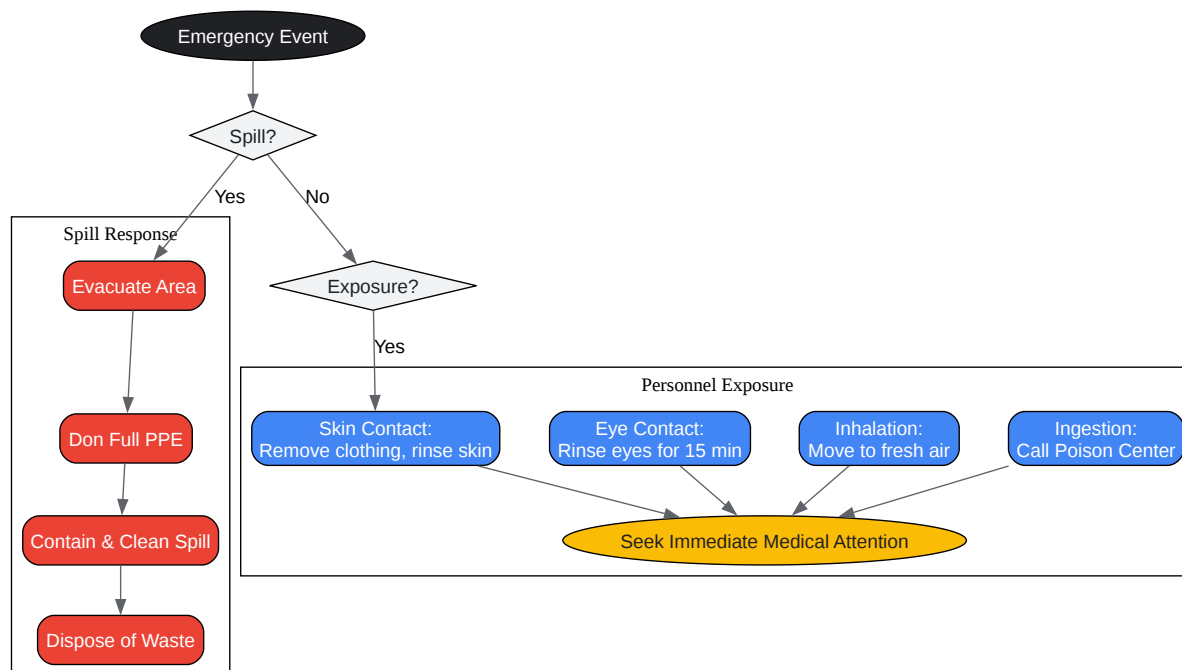 Emergency Event
Spill?
Yes
No
Spill Response
Evacuate Area
Exposure?
Yes
Personnel Exposure
Skin Contact:
Remove clothing, rinse skin
Eye Contact:
Rinse eyes for 15 min
Inhalation:
Move to fresh air
Ingestion:
Call Poison Center
Don Full PPE
Contain & Clean Spill
Seek Immediate Medical Attention
Dispose of Waste